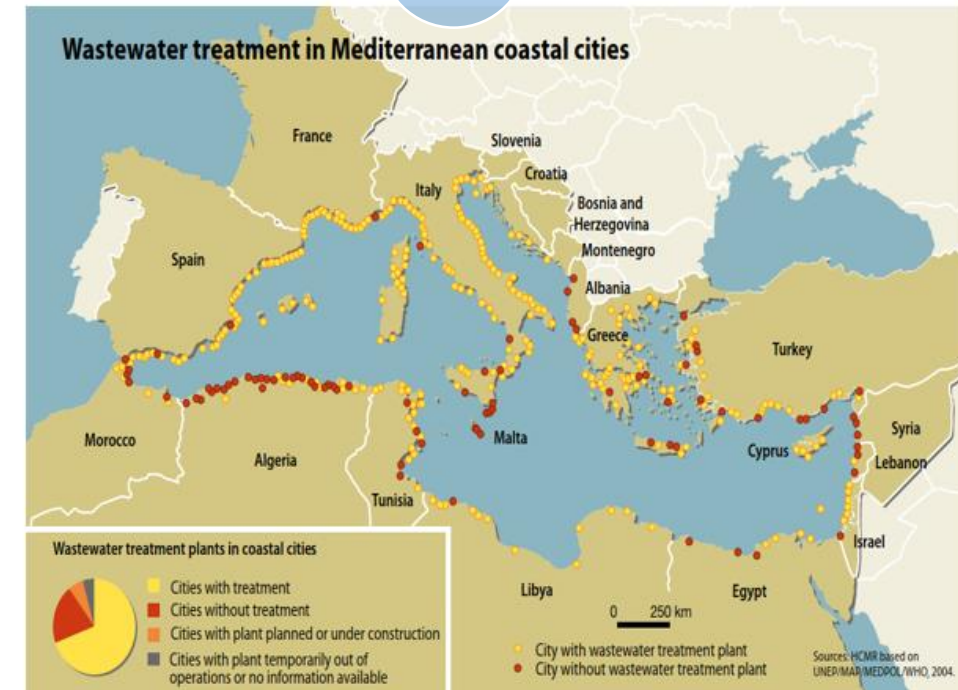 Wastewater treatment in Mediterranean coastal cities
France
Slovenia
Croatia
Italy
Bosnia and
Herzegovina
Montenegro
Spain
Albania
Greece
Turkey
Morocco
Malta
Cyprus
Syria
Algeria
Lebanon
Tunisia
Israel
Libya
Egypt
Wastewater treatment plants in coastal cities
Cities with treatment
Cities without treatment
Cities with plant planned or under construction
Cities with plant temporarily out of
operations or no information available
0 250 km
City with wastewater treatment plant
City without wastewater treatment plant
Sources: HCMR based on
UNEP/MAP/MEDPOL/WHO, 2004.